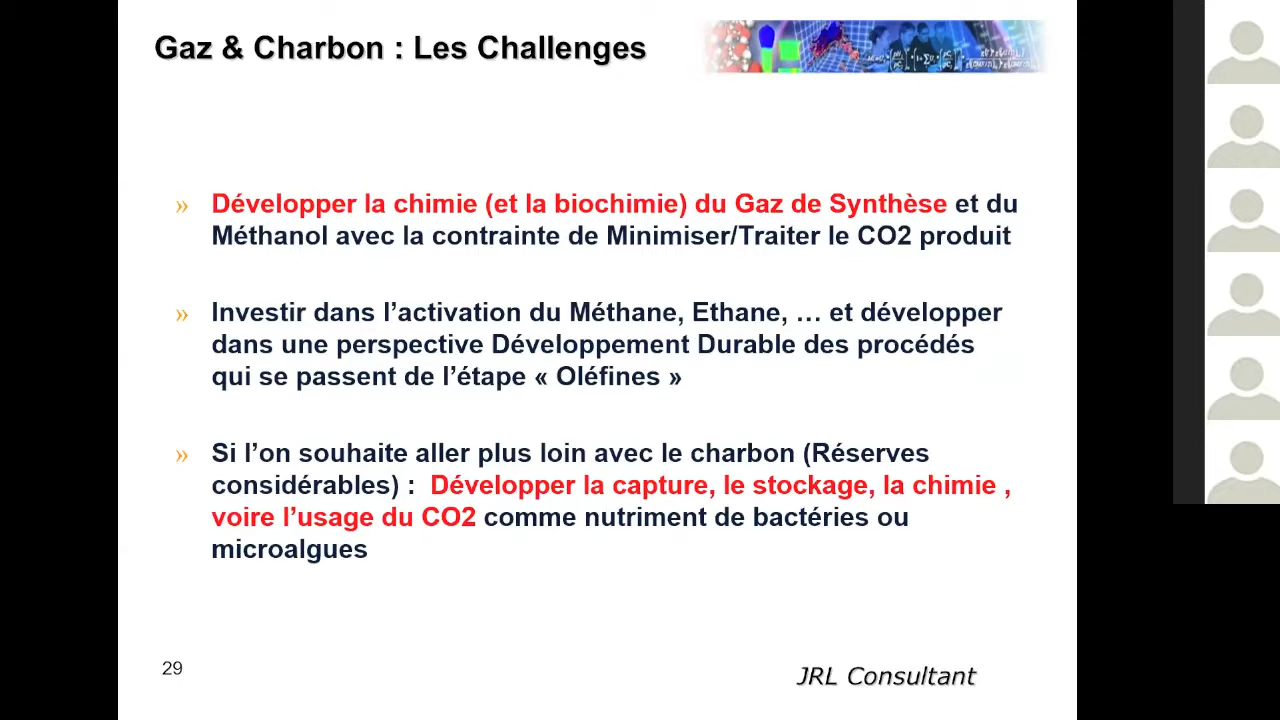 Gaz & Charbon : Les Challenges
» Développer la chimie (et la biochimie) du Gaz de Synthèse et du
Méthanol avec la contrainte de Minimiser/Traiter le CO2 produit
» Investir dans l’activation du Méthane, Ethane, … et développer
dans une perspective Développement Durable des procédés
qui se passent de l’étape « Oléfines »
» Si l’on souhaite aller plus loin avec le charbon (Réserves
considérables) : Développer la capture, le stockage, la chimie ,
voire l’usage du CO2 comme nutriment de bactéries ou
microalgues
29
JRL Consultant